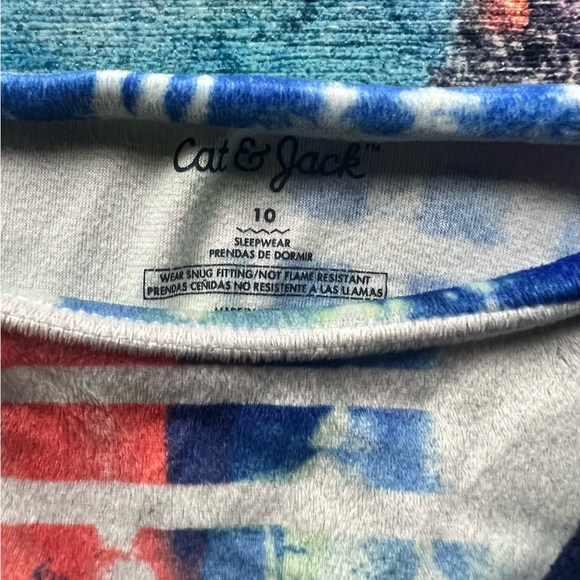 Cat & Jack™
10
SLEEPWEAR
PRENDAS DE DORMIR
WEAR SNUG FITTING/NOT FLAME RESISTANT
PRENDAS CEÑIDAS NO RESISTENTE A LAS LLAMAS